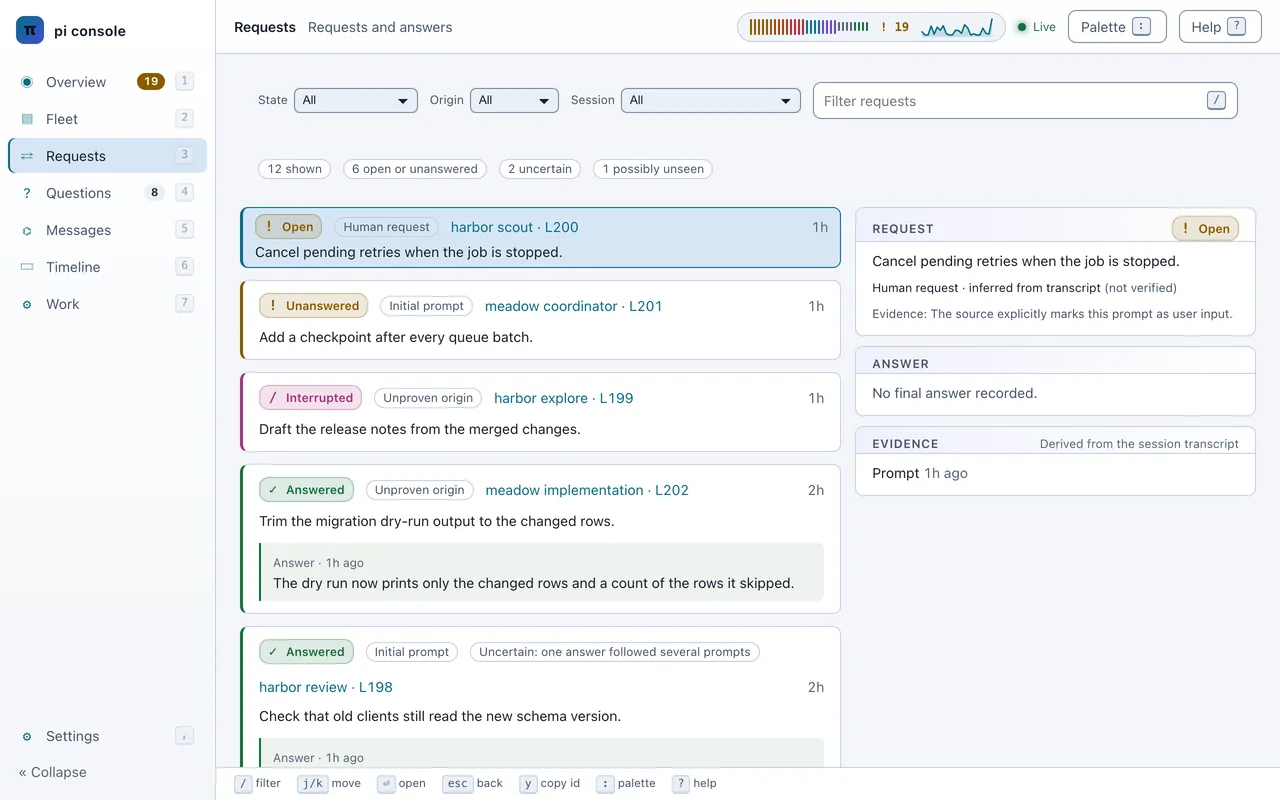 π pi console
Overview 19 1
Fleet 2
Requests 3
? Questions 8 4
Messages 5
Timeline 6
Work 7
Settings ,
« Collapse
Requests Requests and answers
! 19
Live
Palette :
Help ?
State All Origin All Session All Filter requests /
12 shown 6 open or unanswered 2 uncertain 1 possibly unseen
! Open Human request harbor scout · L200 1h
Cancel pending retries when the job is stopped.
! Unanswered Initial prompt meadow coordinator · L201 1h
Add a checkpoint after every queue batch.
/ Interrupted Unproven origin harbor explore · L199 1h
Draft the release notes from the merged changes.
✓ Answered Unproven origin meadow implementation · L202 2h
Trim the migration dry-run output to the changed rows.
Answer · 1h ago
The dry run now prints only the changed rows and a count of the rows it skipped.
✓ Answered Initial prompt Uncertain: one answer followed several prompts
harbor review · L198 2h
Check that old clients still read the new schema version.
Answer · 1h ago
REQUEST ! Open
Cancel pending retries when the job is stopped.
Human request · inferred from transcript (not verified)
Evidence: The source explicitly marks this prompt as user input.
ANSWER
No final answer recorded.
EVIDENCE Derived from the session transcript
Prompt 1h ago
/ filter j/k move ⏎ open esc back y copy id : palette ? help